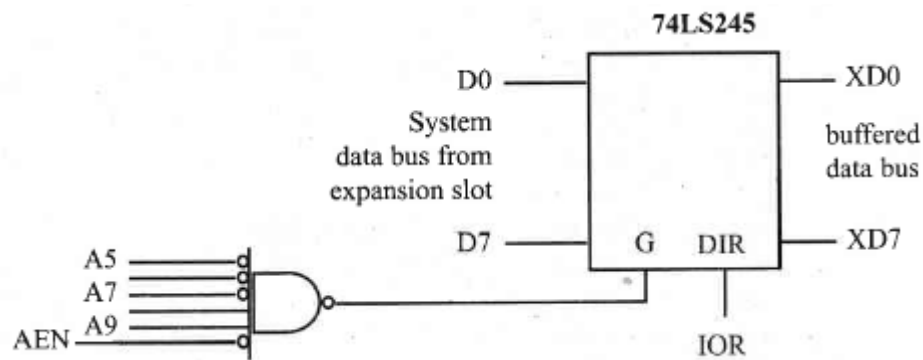 74LS245
D0
XD0
System
data bus from
expansion slot
buffered
data bus
D7
G
DIR
XD7
A5
A7
A9
AEN
IOR